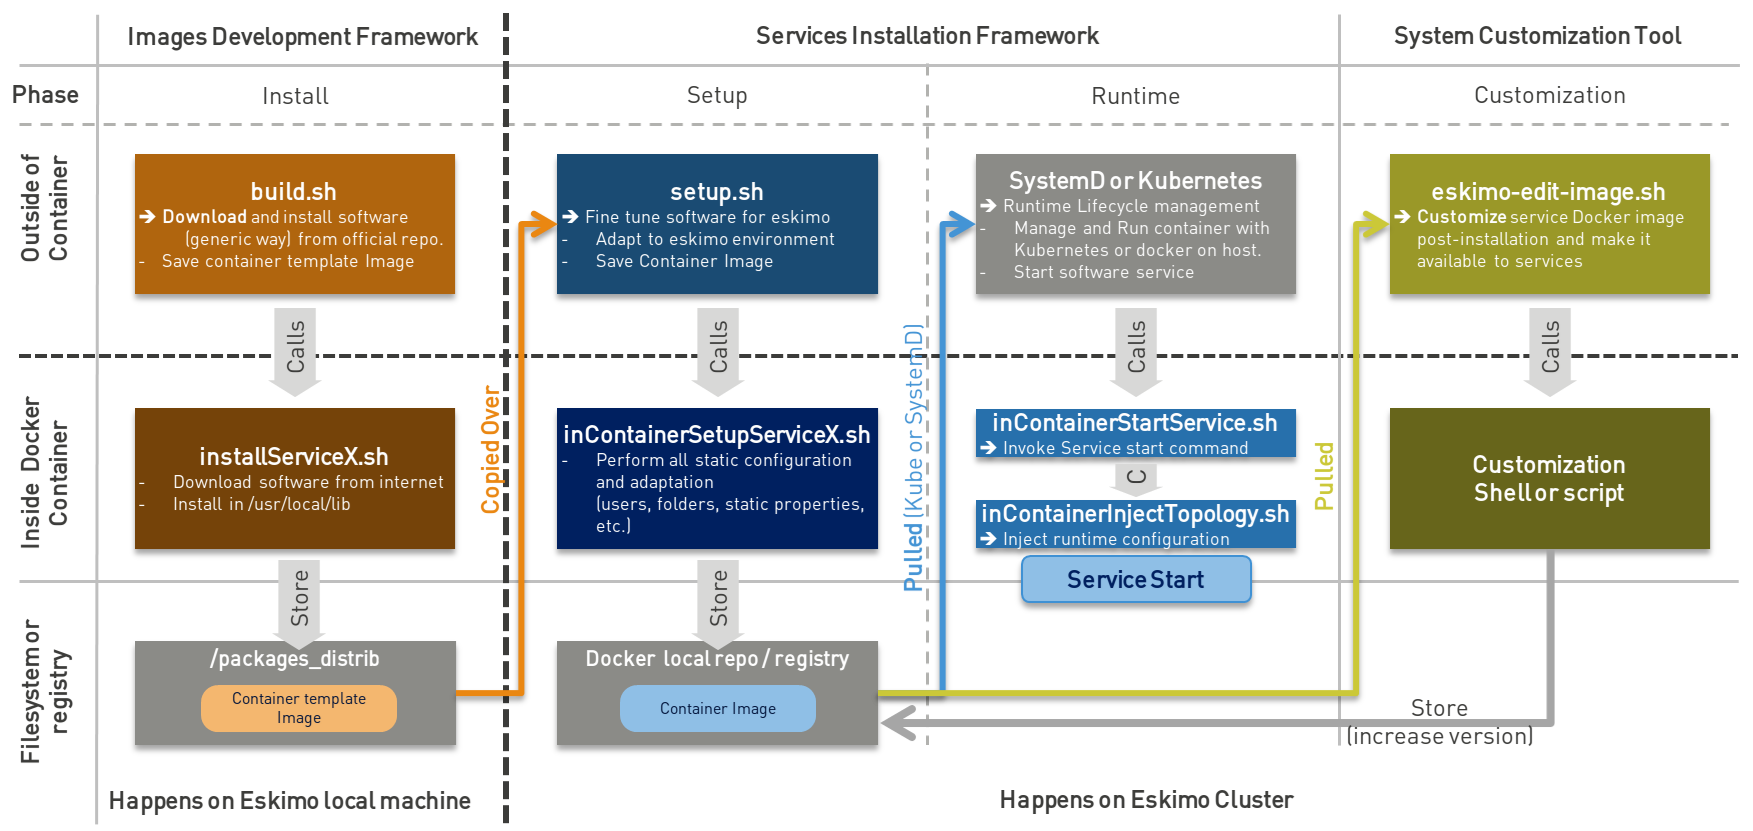 Images Development Framework
Services Installation Framework
System Customization Tool
Phase
Install
Setup
Runtime
Customization
Outside of
Container
build.sh
➔ Download and install software
(generic way) from official repo.
- Save container template Image
setup.sh
➔ Fine tune software for eskimo
- Adapt to eskimo environment
- Save Container Image
SystemD or Kubernetes
➔ Runtime Lifecycle management
- Manage and Run container with
Kubernetes or docker on host.
- Start software service
eskimo-edit-image.sh
➔ Customize service Docker image
post-installation and make it
available to services
Calls
Calls
Calls
Calls
Inside Docker
Container
installServiceX.sh
- Download software from internet
- Install in /usr/local/lib
Copied Over
inContainerSetupServiceX.sh
- Perform all static configuration
and adaptation
(users, folders, static properties,
etc.)
Pulled (Kube or SystemD)
inContainerStartService.sh
➔ Invoke Service start command
C
inContainerInjectTopology.sh
➔ Inject runtime configuration
Service Start
Pulled
Customization
Shell or script
Store
Store
Filesystem or
registry
/packages_distrib
Container template
Image
Docker local repo / registry
Container Image
Store
(increase version)
Happens on Eskimo local machine
Happens on Eskimo Cluster